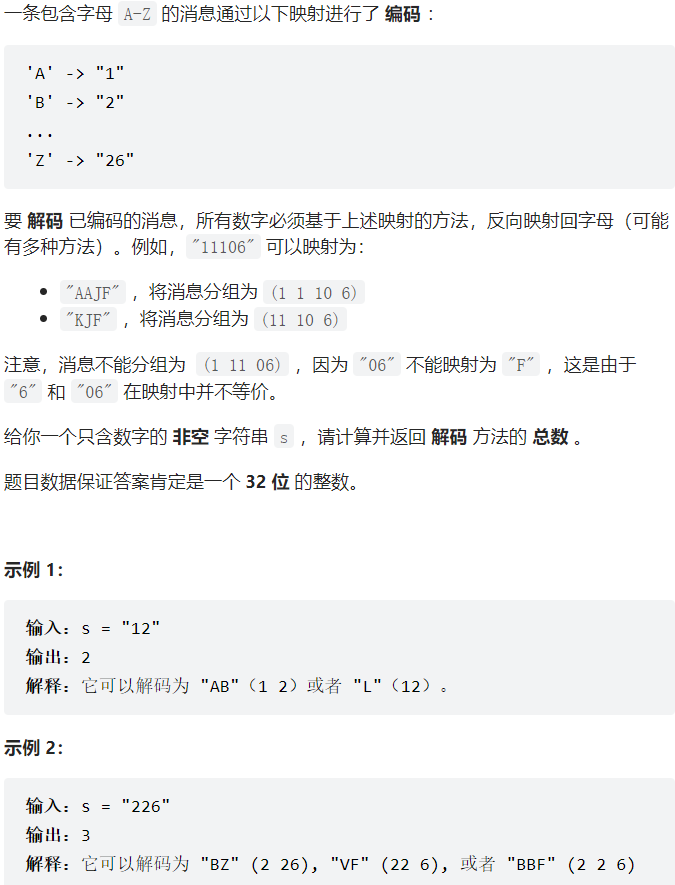 一条包含字母 A-Z 的消息通过以下映射进行了 编码 ：
'A' -> "1"
'B' -> "2"
...
'Z' -> "26"
要 解码 已编码的消息，所有数字必须基于上述映射的方法，反向映射回字母（可能
有多种方法）。例如，"11106" 可以映射为：
"AAJF" ，将消息分组为 (1 1 10 6)
"KJF" ，将消息分组为 (11 10 6)
注意，消息不能分组为 (1 11 06) ，因为 "06" 不能映射为 "F" ，这是由于
"6" 和 "06" 在映射中并不等价。
给你一个只含数字的 非空 字符串 s ，请计算并返回 解码 方法的 总数 。
题目数据保证答案肯定是一个 32 位 的整数。
示例 1：
输入：s = "12"
输出：2
解释：它可以解码为 "AB"（1 2）或者 "L"（12）。
示例 2：
输入：s = "226"
输出：3
解释：它可以解码为 "BZ" (2 26), "VF" (22 6), 或者 "BBF" (2 2 6)